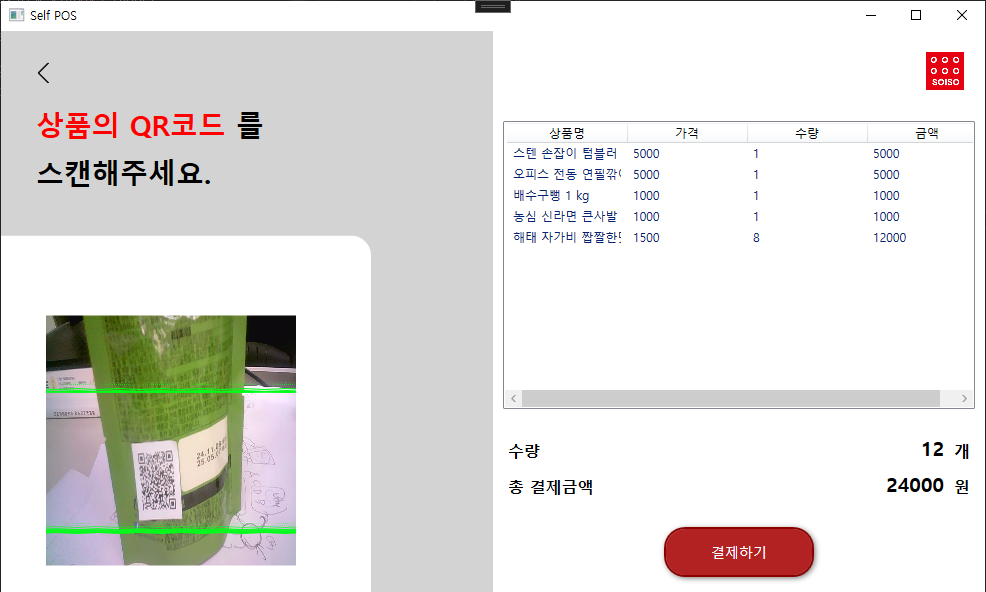 Self POS
상품의 QR코드 를
스캔해주세요.
SOISO
상품명 가격 수량 금액
스텐 손잡이 텀블러 5000 1 5000
오피스 전동 연필깎 5000 1 5000
배수구뻥 1 kg 1000 1 1000
농심 신라면 큰사발 1000 1 1000
해태 자가비 짭짤한 1500 8 12000
24.11
25.05
수량 12 개
총 결제금액 24000 원
결제하기